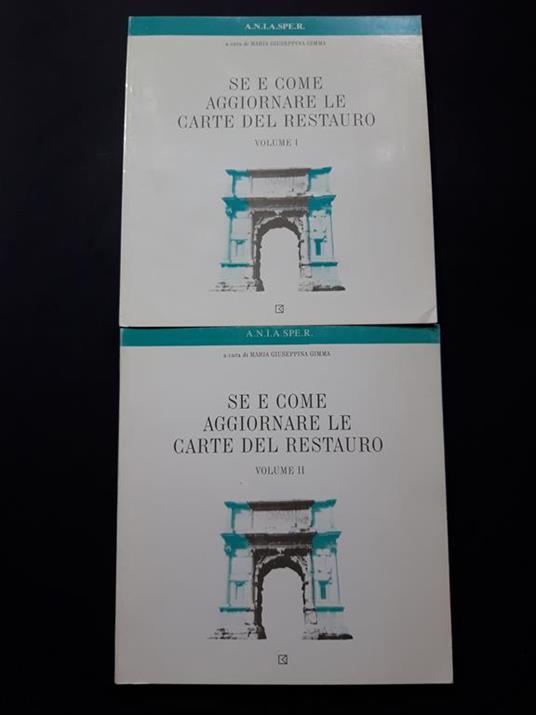 A.N.I.A.SPE.R.
a cura di MARIA GIUSEPPINA GIMMA
SE E COME
AGGIORNARE LE
CARTE DEL RESTAURO
VOLUME I
A.N.I.A SPE.R.
a cura di MARIA GIUSEPPINA GIMMA
SE E COME
AGGIORNARE LE
CARTE DEL RESTAURO
VOLUME II